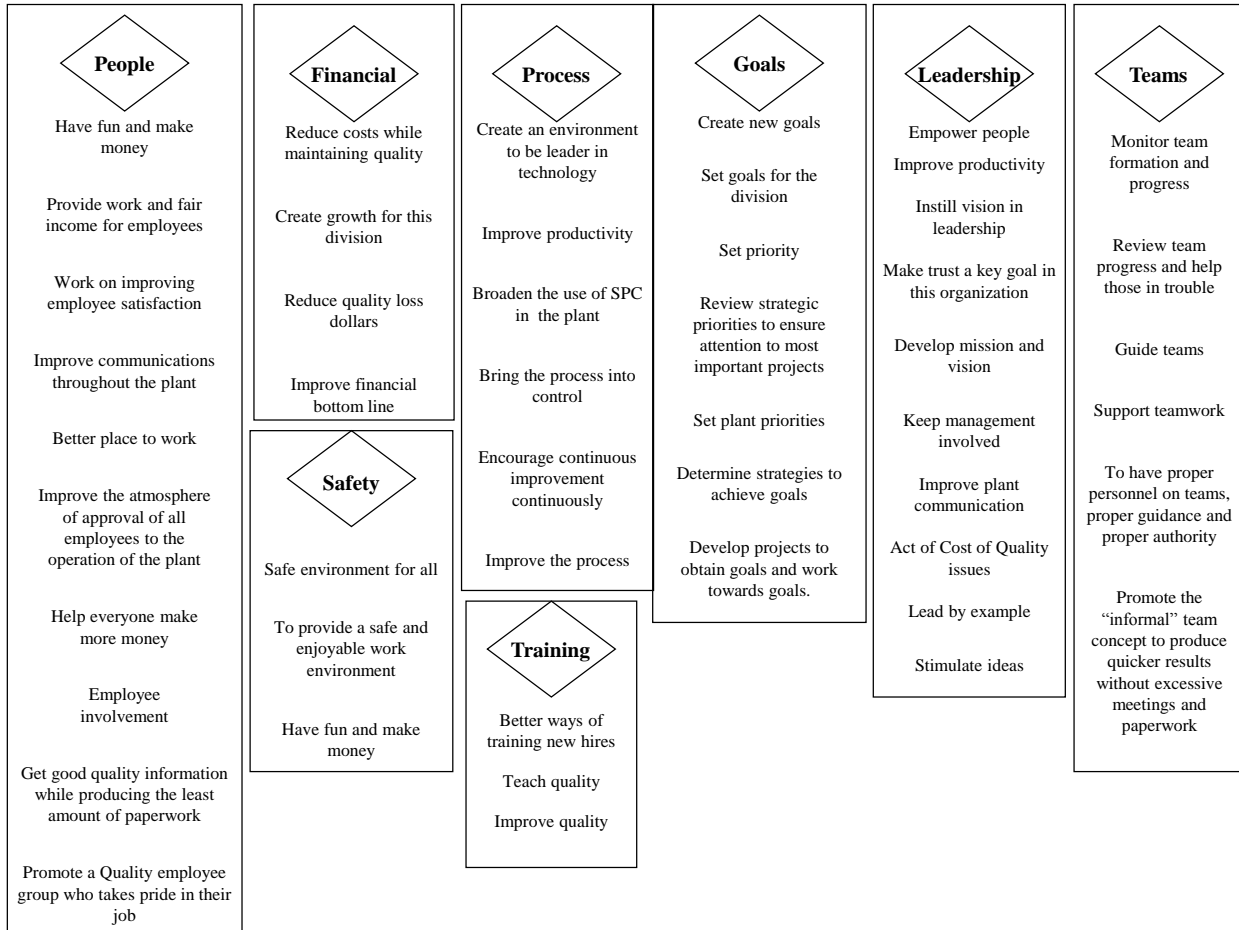 People
Have fun and make
money
Provide work and fair
income for employees
Work on improving
employee satisfaction
Improve communications
throughout the plant
Better place to work
Improve the atmosphere
of approval of all
employees to the
operation of the plant
Help everyone make
more money
Employee
involvement
Get good quality information
while producing the least
amount of paperwork
Promote a Quality employee
group who takes pride in their
job
Financial
Reduce costs while
maintaining quality
Create growth for this
division
Reduce quality loss
dollars
Improve financial
bottom line
Safety
Safe environment for all
To provide a safe and
enjoyable work
environment
Have fun and make
money
Process
Create an environment
to be leader in
technology
Improve productivity
Broaden the use of SPC
in the plant
Bring the process into
control
Encourage continuous
improvement
continuously
Improve the process
Training
Better ways of
training new hires
Teach quality
Improve quality
Goals
Create new goals
Set goals for the
division
Set priority
Review strategic
priorities to ensure
attention to most
important projects
Set plant priorities
Determine strategies to
achieve goals
Develop projects to
obtain goals and work
towards goals.
Leadership
Empower people
Improve productivity
Instill vision in
leadership
Make trust a key goal in
this organization
Develop mission and
vision
Keep management
involved
Improve plant
communication
Act of Cost of Quality
issues
Lead by example
Stimulate ideas
Teams
Monitor team
formation and
progress
Review team
progress and help
those in trouble
Guide teams
Support teamwork
To have proper
personnel on teams,
proper guidance and
proper authority
Promote the
“informal” team
concept to produce
quicker results
without excessive
meetings and
paperwork